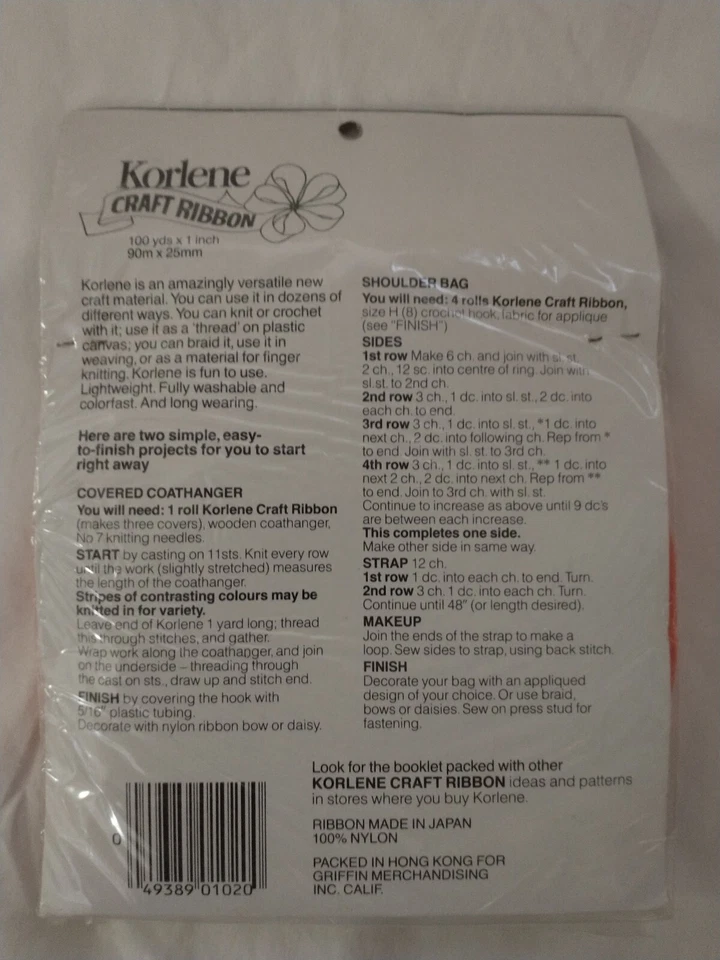 Korlene
CRAFT RIBBON
100 yds x 1 inch
90m x 25mm
Korlene is an amazingly versatile new
craft material. You can use it in dozens of
different ways. You can knit or crochet
with it; use it as a 'thread' on plastic
canvas; you can braid it, use it in
weaving, or as a material for finger
knitting. Korlene is fun to use.
Lightweight. Fully washable and
colorfast. And long wearing.
Here are two simple, easy-
to-finish projects for you to start
right away
COVERED COATHANGER
You will need: 1 roll Korlene Craft Ribbon
(makes three covers), wooden coathanger,
No 7 knitting needles.
START by casting on 11sts. Knit every row
until the work (slightly stretched) measures
the length of the coathanger.
Stripes of contrasting colours may be
knitted in for variety.
Leave end of Korlene 1 yard long; thread
this through stitches, and gather.
Wrap work along the coathanger, and join
on the underside – threading through
the cast on sts., draw up and stitch end.
FINISH by covering the hook with
5/16" plastic tubing.
Decorate with nylon ribbon bow or daisy.
SHOULDER BAG
You will need: 4 rolls Korlene Craft Ribbon,
size H (8) crochet hook, fabric for applique
(see "FINISH")
SIDES
1st row Make 6 ch. and join with sl. st.
2 ch., 12 sc. into centre of ring. Join with
sl. st. to 2nd ch.
2nd row 3 ch., 1 dc. into sl. st., 2 dc. into
each ch. to end.
3rd row 3 ch., 1 dc. into sl. st., *1 dc. into
next ch., 2 dc. into following ch. Rep from *
to end. Join with sl. st. to 3rd ch.
4th row 3 ch., 1 dc. into sl. st., ** 1 dc. into
next 2 ch., 2 dc. into next ch. Rep from **
to end. Join to 3rd ch. with sl. st.
Continue to increase as above until 9 dc's
are between each increase.
This completes one side.
Make other side in same way.
STRAP 12 ch.
1st row 1 dc. into each ch. to end. Turn.
2nd row 3 ch. 1 dc. into each ch. Turn.
Continue until 48" (or length desired).
MAKEUP
Join the ends of the strap to make a
loop. Sew sides to strap, using back stitch.
FINISH
Decorate your bag with an appliqued
design of your choice. Or use braid,
bows or daisies. Sew on press stud for
fastening.
Look for the booklet packed with other
KORLENE CRAFT RIBBON ideas and patterns
in stores where you buy Korlene.
RIBBON MADE IN JAPAN
100% NYLON
PACKED IN HONG KONG FOR
GRIFFIN MERCHANDISING
INC. CALIF.
0 49389 01020